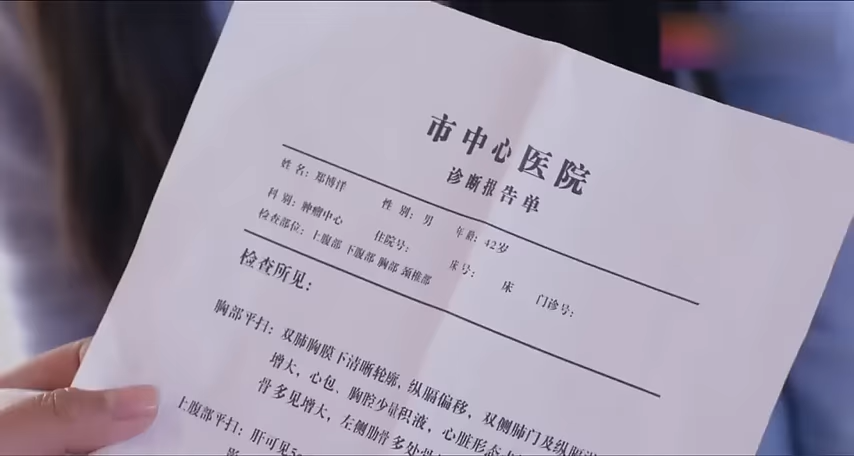 市中心医院
诊断报告单
姓 名：郑博洋 性 别：男 年龄：42岁
科 别：肿瘤中心 住院号： 床号： 床 门诊号：
检查部位：上腹部 下腹部 胸部 颈椎部
检查所见：
胸部平扫：双肺胸膜下清晰轮廓，纵膈偏移，双侧肺门及纵膈淋
增大，心包、胸腔少量积液，心脏形态
骨多见增大，左侧肋骨多处骨
上腹部平扫：肝可见5